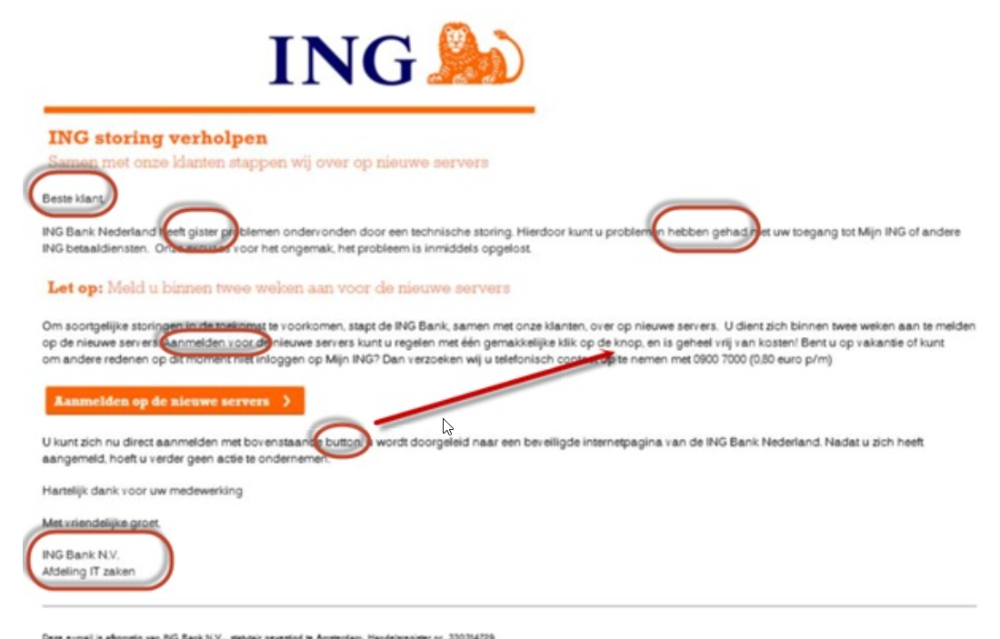 ING
ING storing verholpen
Samen met onze klanten stappen wij over op nieuwe servers
Beste klant,
ING Bank Nederland heeft gister problemen ondervonden door een technische storing. Hierdoor kunt u problemen hebben gehad met uw toegang tot Mijn ING of andere
ING betaaldiensten. Onze excuses voor het ongemak, het probleem is inmiddels opgelost.
Let op: Meld u binnen twee weken aan voor de nieuwe servers
Om soortgelijke storingen in de toekomst te voorkomen, stapt de ING Bank, samen met onze klanten, over op nieuwe servers. U dient zich binnen twee weken aan te melden
op de nieuwe servers. Aanmelden voor de nieuwe servers kunt u regelen met één gemakkelijke klik op de knop, en is geheel vrij van kosten! Bent u op vakantie of kunt
om andere redenen op dit moment niet inloggen op Mijn ING? Dan verzoeken wij u telefonisch contact op te nemen met 0900 7000 (0,80 euro p/m)
Aanmelden op de nieuwe servers
U kunt zich nu direct aanmelden met bovenstaande button, u wordt doorgeleid naar een beveiligde internetpagina van de ING Bank Nederland. Nadat u zich heeft
aangemeld, hoeft u verder geen actie te ondernemen.
Hartelijk dank voor uw medewerking
Met vriendelijke groet,
ING Bank N.V.
Afdeling IT zaken
Deze e-mail is afkomstig van ING Bank N.V., statutair gevestigd te Amsterdam, Handelsregister nr.